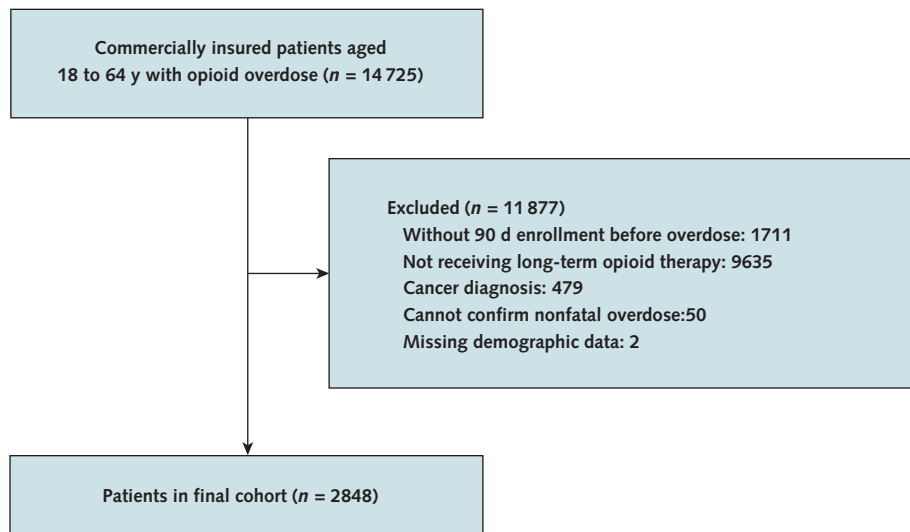 Commercially insured patients aged
18 to 64 y with opioid overdose (n = 14 725)
Excluded (n = 11 877)
Without 90 d enrollment before overdose: 1711
Not receiving long-term opioid therapy: 9635
Cancer diagnosis: 479
Cannot confirm nonfatal overdose:50
Missing demographic data: 2
Patients in final cohort (n = 2848)